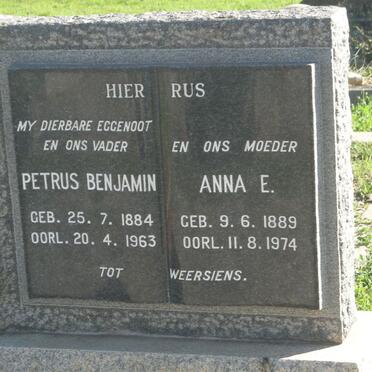 HIER RUS
MY DIERBARE EGGENOOT
EN ONS VADER
PETRUS BENJAMIN
GEB. 25. 7. 1884
OORL. 20. 4. 1963
EN ONS MOEDER
ANNA E.
GEB. 9. 6. 1889
OORL. 11. 8. 1974
TOT WEERSIENS.